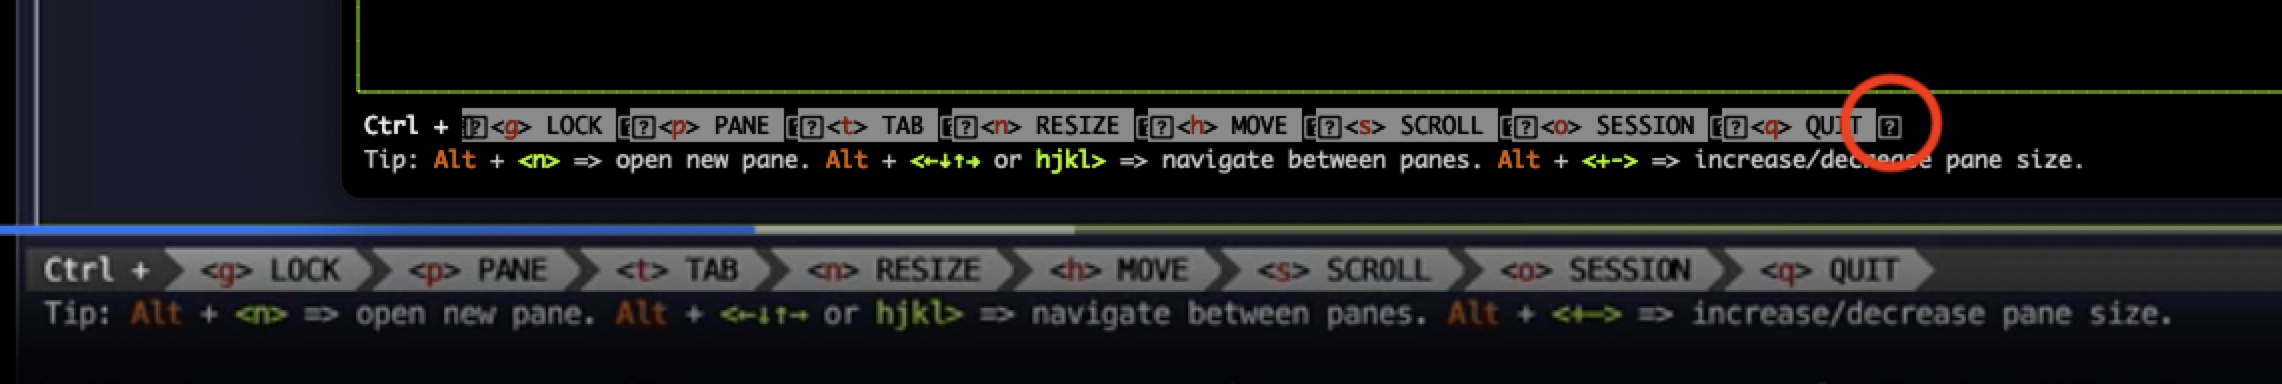 Ctrl + <g> LOCK <p> PANE <t> TAB <n> RESIZE <h> MOVE <s> SCROLL <o> SESSION <q> QUIT
Tip: Alt + <n> => open new pane. Alt + <←↓↑→ or hjkl> => navigate between panes. Alt + <+-> => increase/decrease pane size.
Ctrl + <g> LOCK <p> PANE <t> TAB <n> RESIZE <h> MOVE <s> SCROLL <o> SESSION <q> QUIT
Tip: Alt + <n> => open new pane. Alt + <←↓↑→ or hjkl> => navigate between panes. Alt + <+-> => increase/decrease pane size.